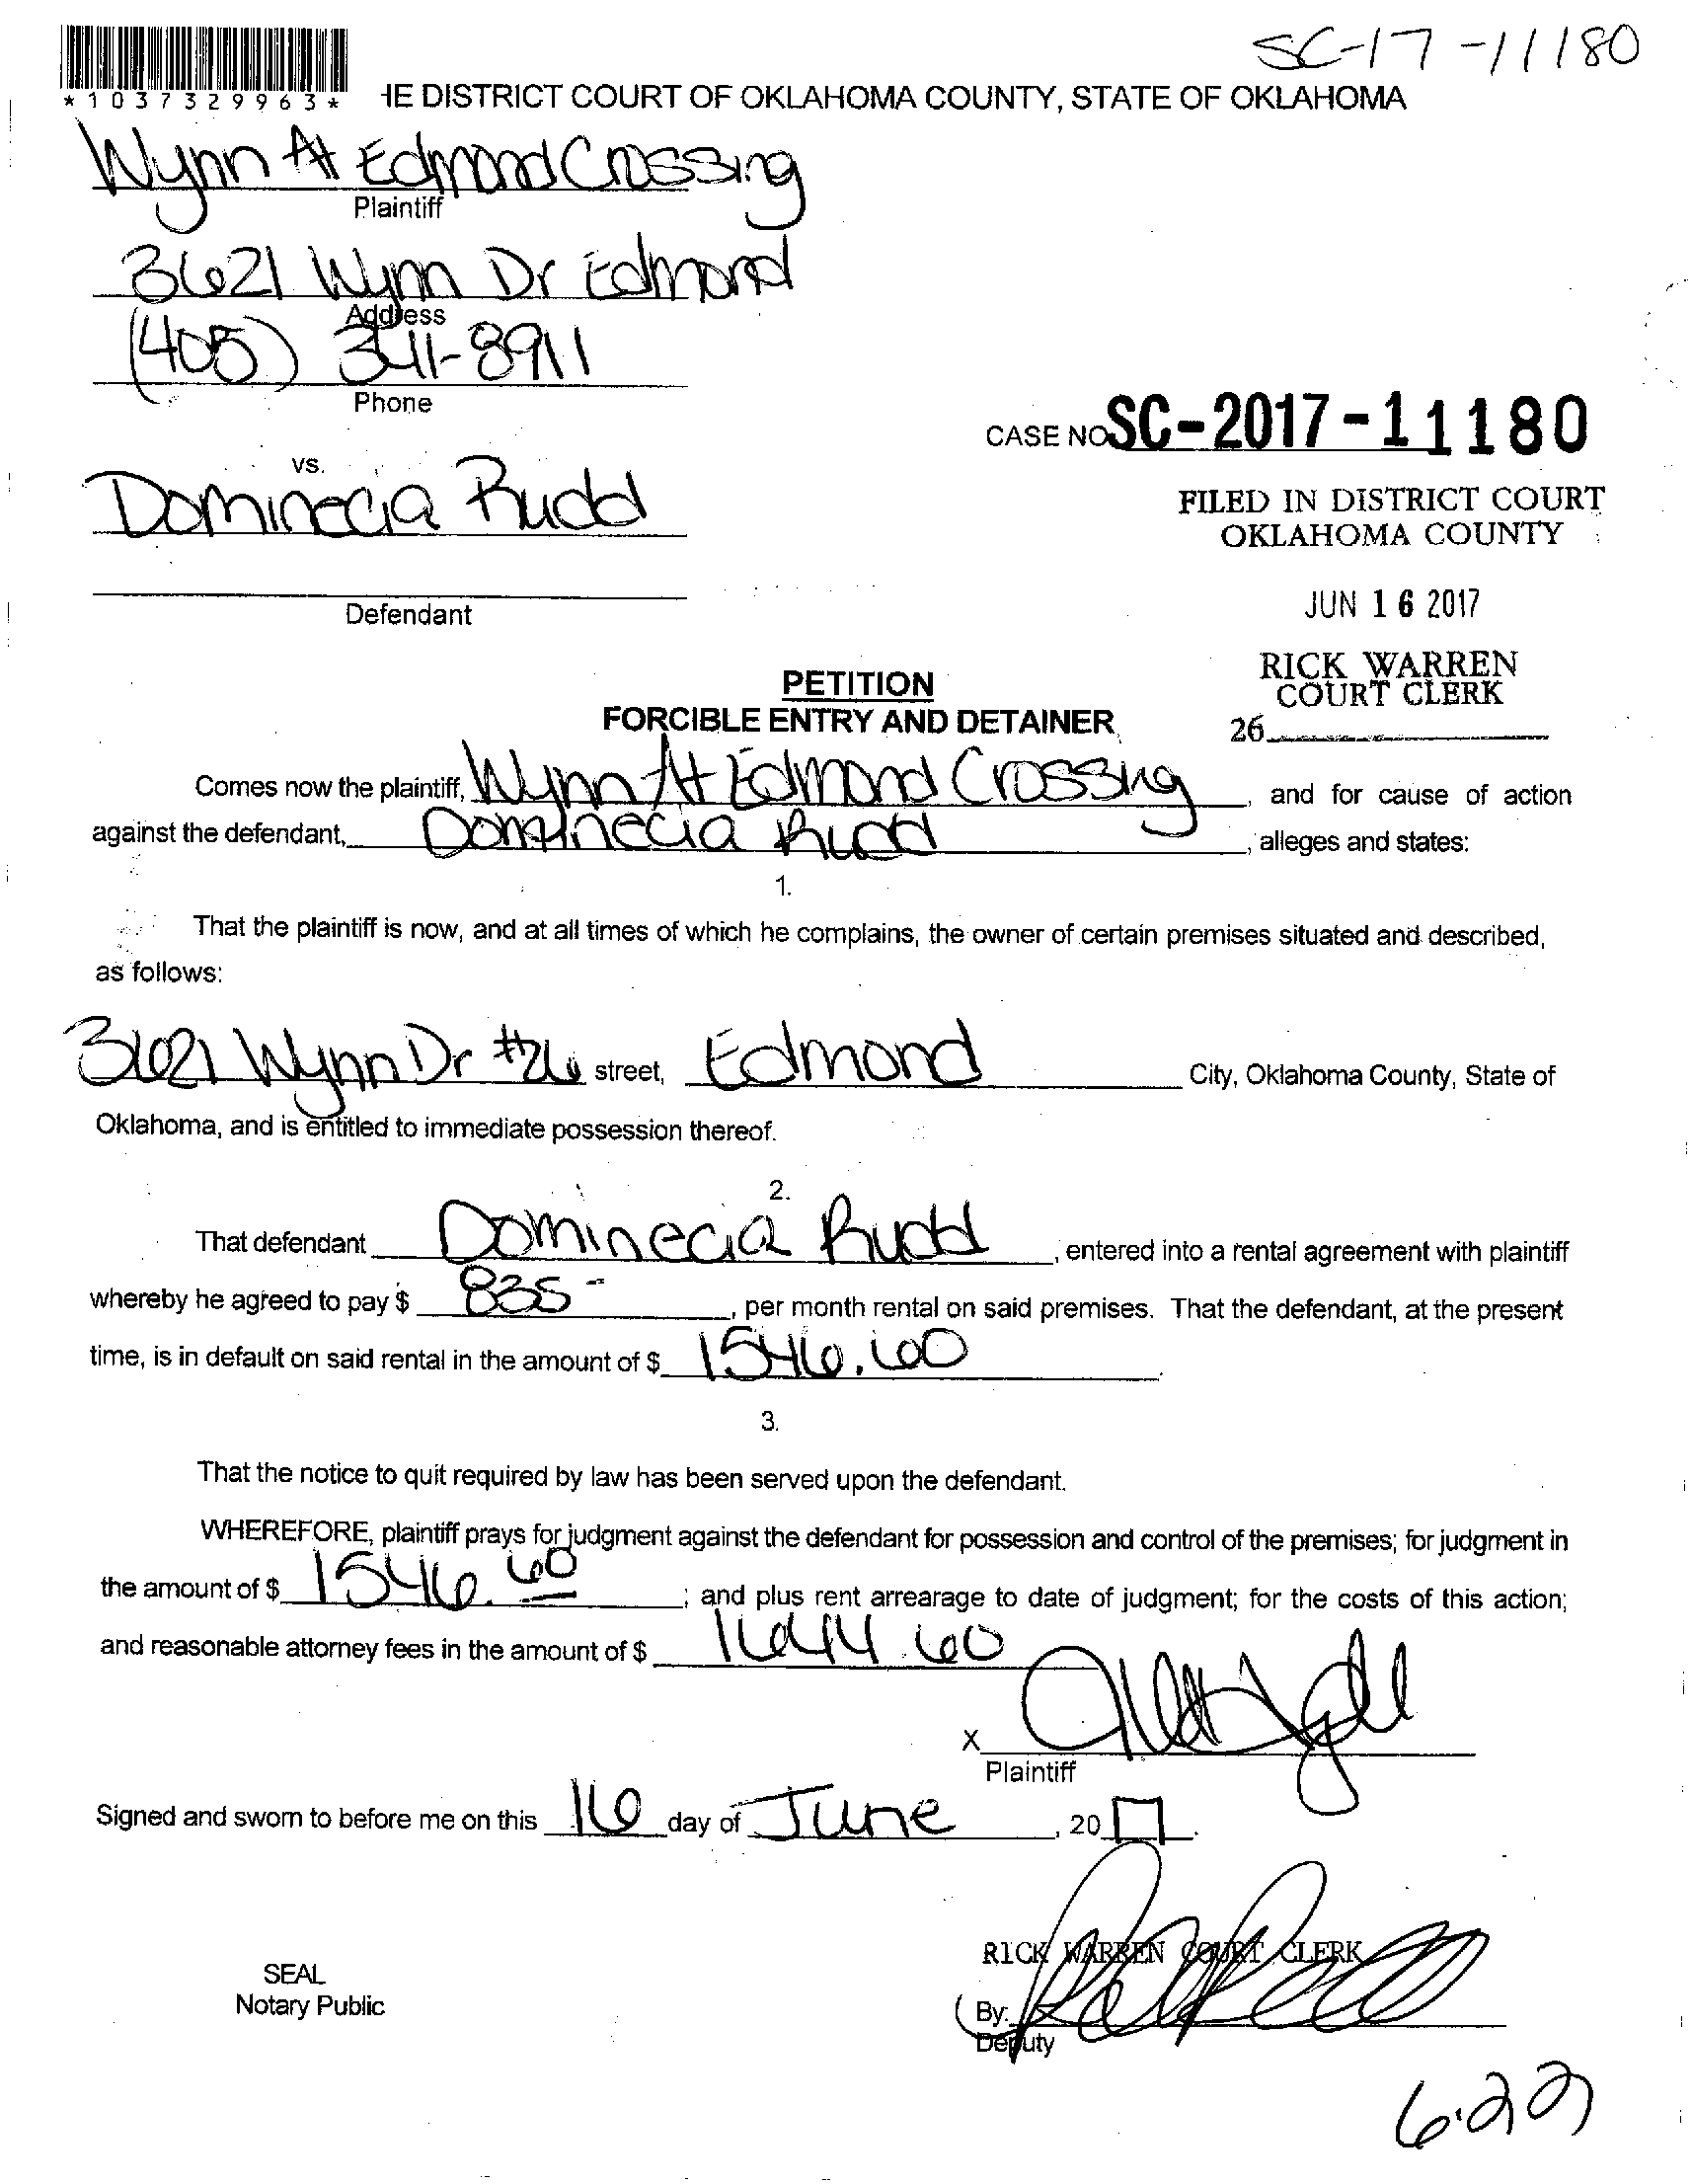 SC-17-11180
*1037329963*
HE DISTRICT COURT OF OKLAHOMA COUNTY, STATE OF OKLAHOMA
Wynn At Edmond Crossing
Plaintiff
3621 Wynn Dr Edmond
Address
(405) 341-8911
Phone
CASE NO SC-2017-11180
vs.
Dominecia Rudd
FILED IN DISTRICT COURT
OKLAHOMA COUNTY
Defendant
JUN 16 2017
RICK WARREN
COURT CLERK
26
PETITION
FORCIBLE ENTRY AND DETAINER
Comes now the plaintiff, Wynn At Edmond Crossing, and for cause of action
against the defendant, Dominecia Rudd, alleges and states:
1.
That the plaintiff is now, and at all times of which he complains, the owner of certain premises situated and described,
as follows:
3621 Wynn Dr #26 street, Edmond City, Oklahoma County, State of
Oklahoma, and is entitled to immediate possession thereof.
2.
That defendant Dominecia Rudd, entered into a rental agreement with plaintiff
whereby he agreed to pay $ 835-, per month rental on said premises. That the defendant, at the present
time, is in default on said rental in the amount of $ 1546.60.
3.
That the notice to quit required by law has been served upon the defendant.
WHEREFORE, plaintiff prays for judgment against the defendant for possession and control of the premises; for judgment in
the amount of $ 1546.60; and plus rent arrearage to date of judgment; for the costs of this action;
and reasonable attorney fees in the amount of $ 1644.60
X
Plaintiff
Signed and sworn to before me on this 16 day of June, 2017.
RICK WARREN COURT CLERK
SEAL
Notary Public
By:
Deputy
6.22